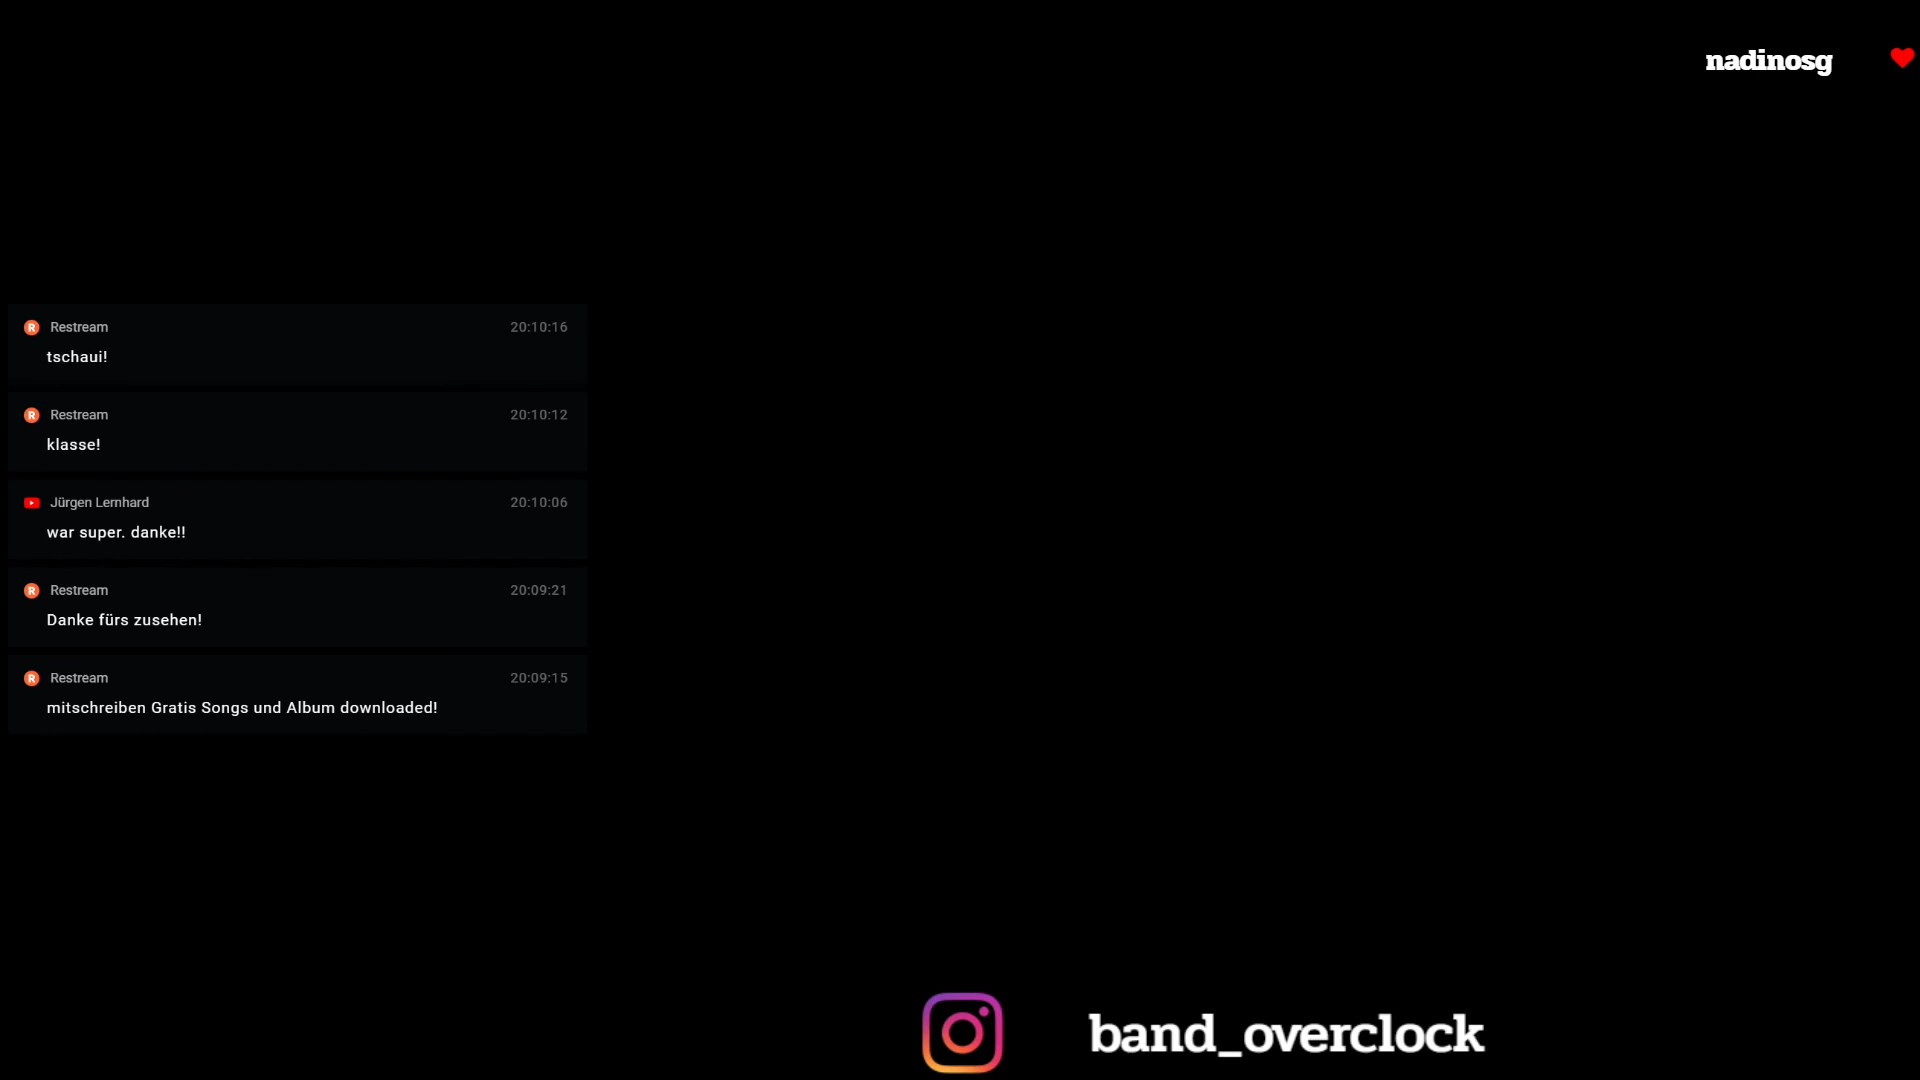 nadinosg
Restream 20:10:16
tschaui!
Restream 20:10:12
klasse!
Jürgen Lernhard 20:10:06
war super. danke!!
Restream 20:09:21
Danke fürs zusehen!
Restream 20:09:15
mitschreiben Gratis Songs und Album downloaded!
band_overclock